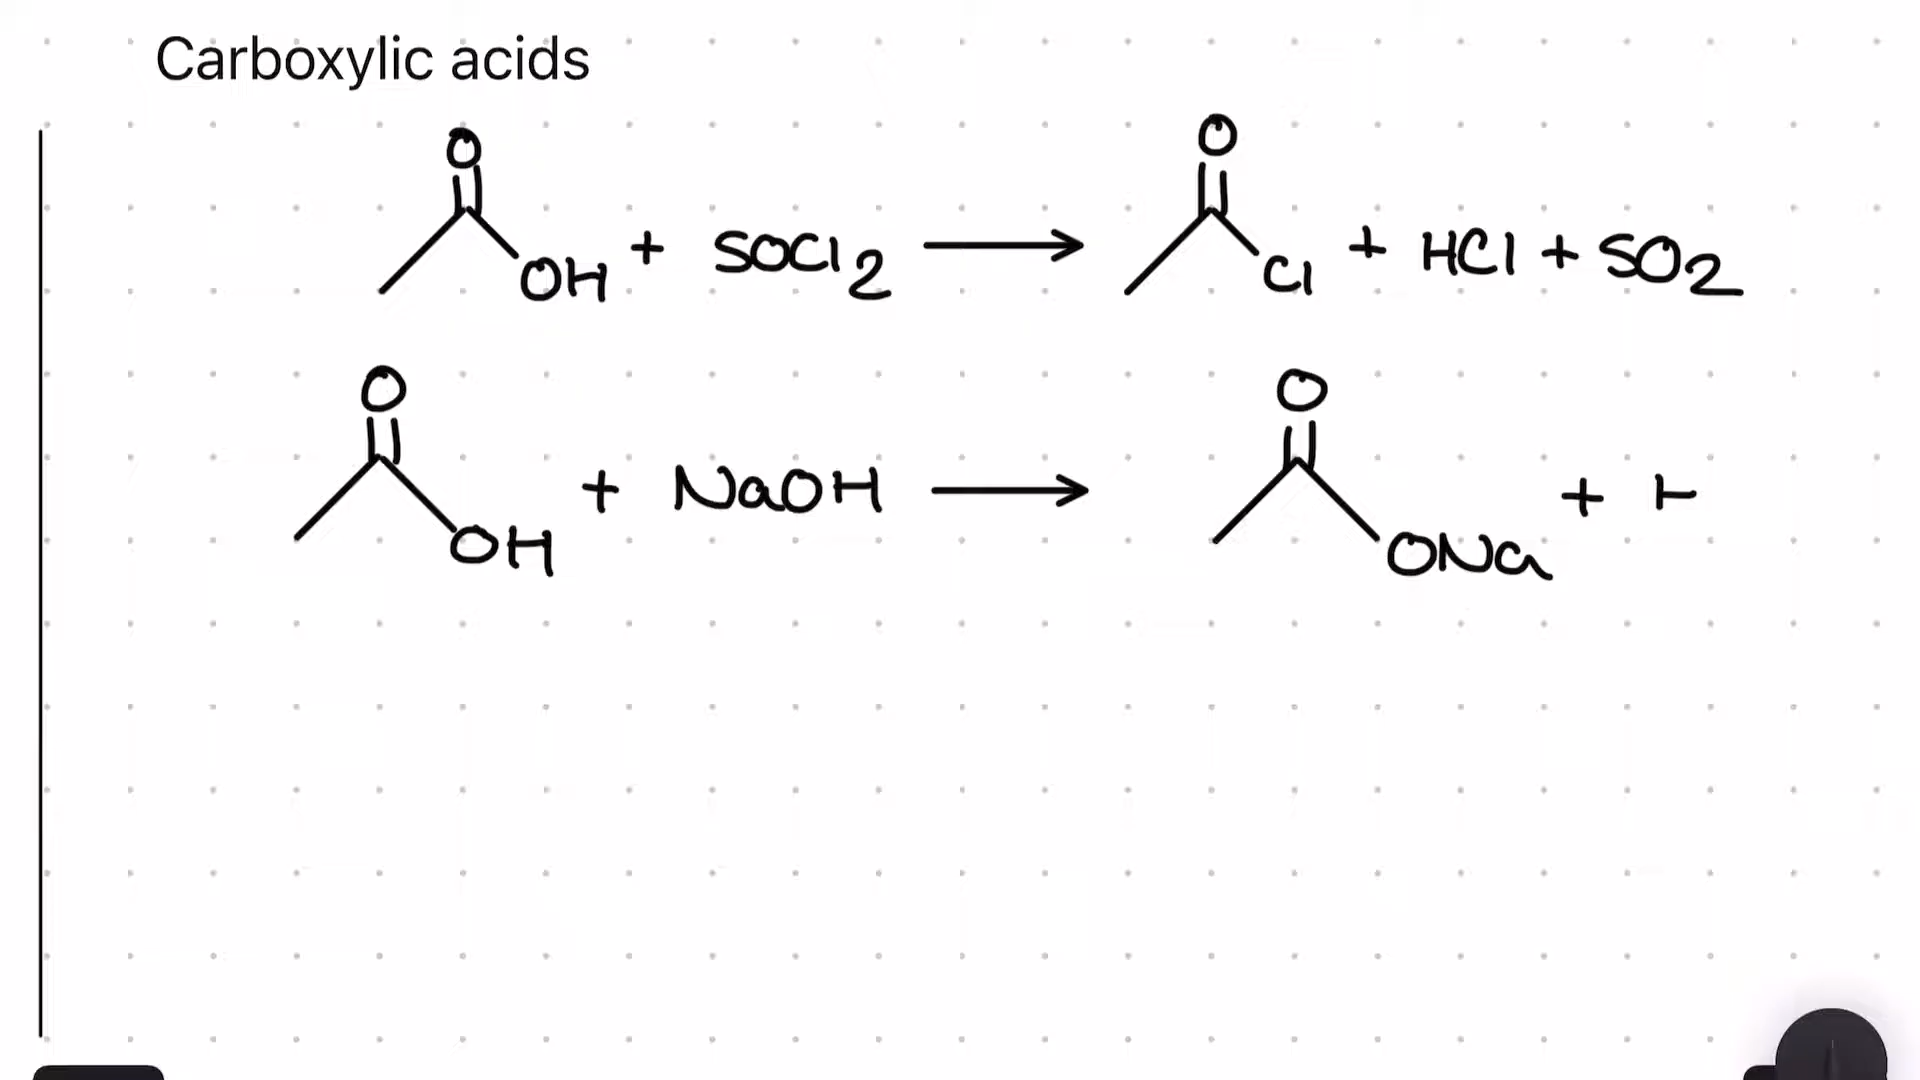 Carboxylic acids
O
OH + SOCl2 → O Cl + HCl + SO2
O
OH + NaOH → O ONa +